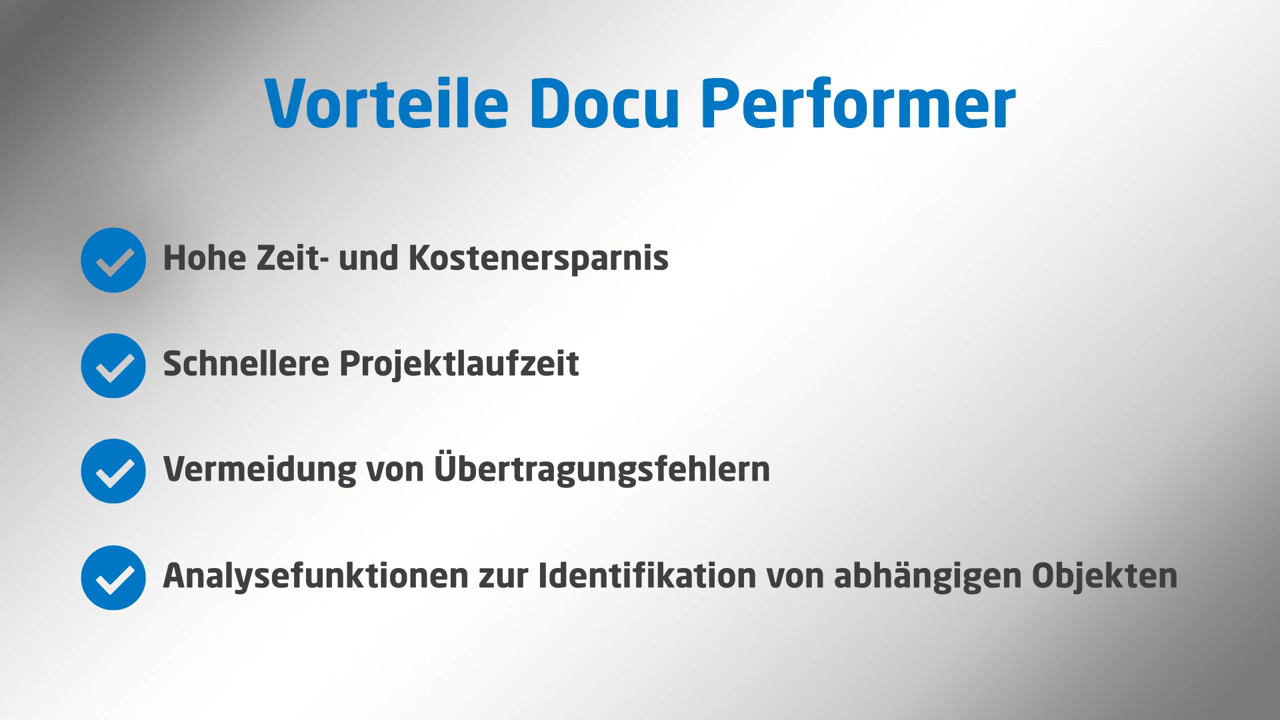 Vorteile Docu Performer
Hohe Zeit- und Kostenersparnis
Schnellere Projektlaufzeit
Vermeidung von Übertragungsfehlern
Analysefunktionen zur Identifikation von abhängigen Objekten